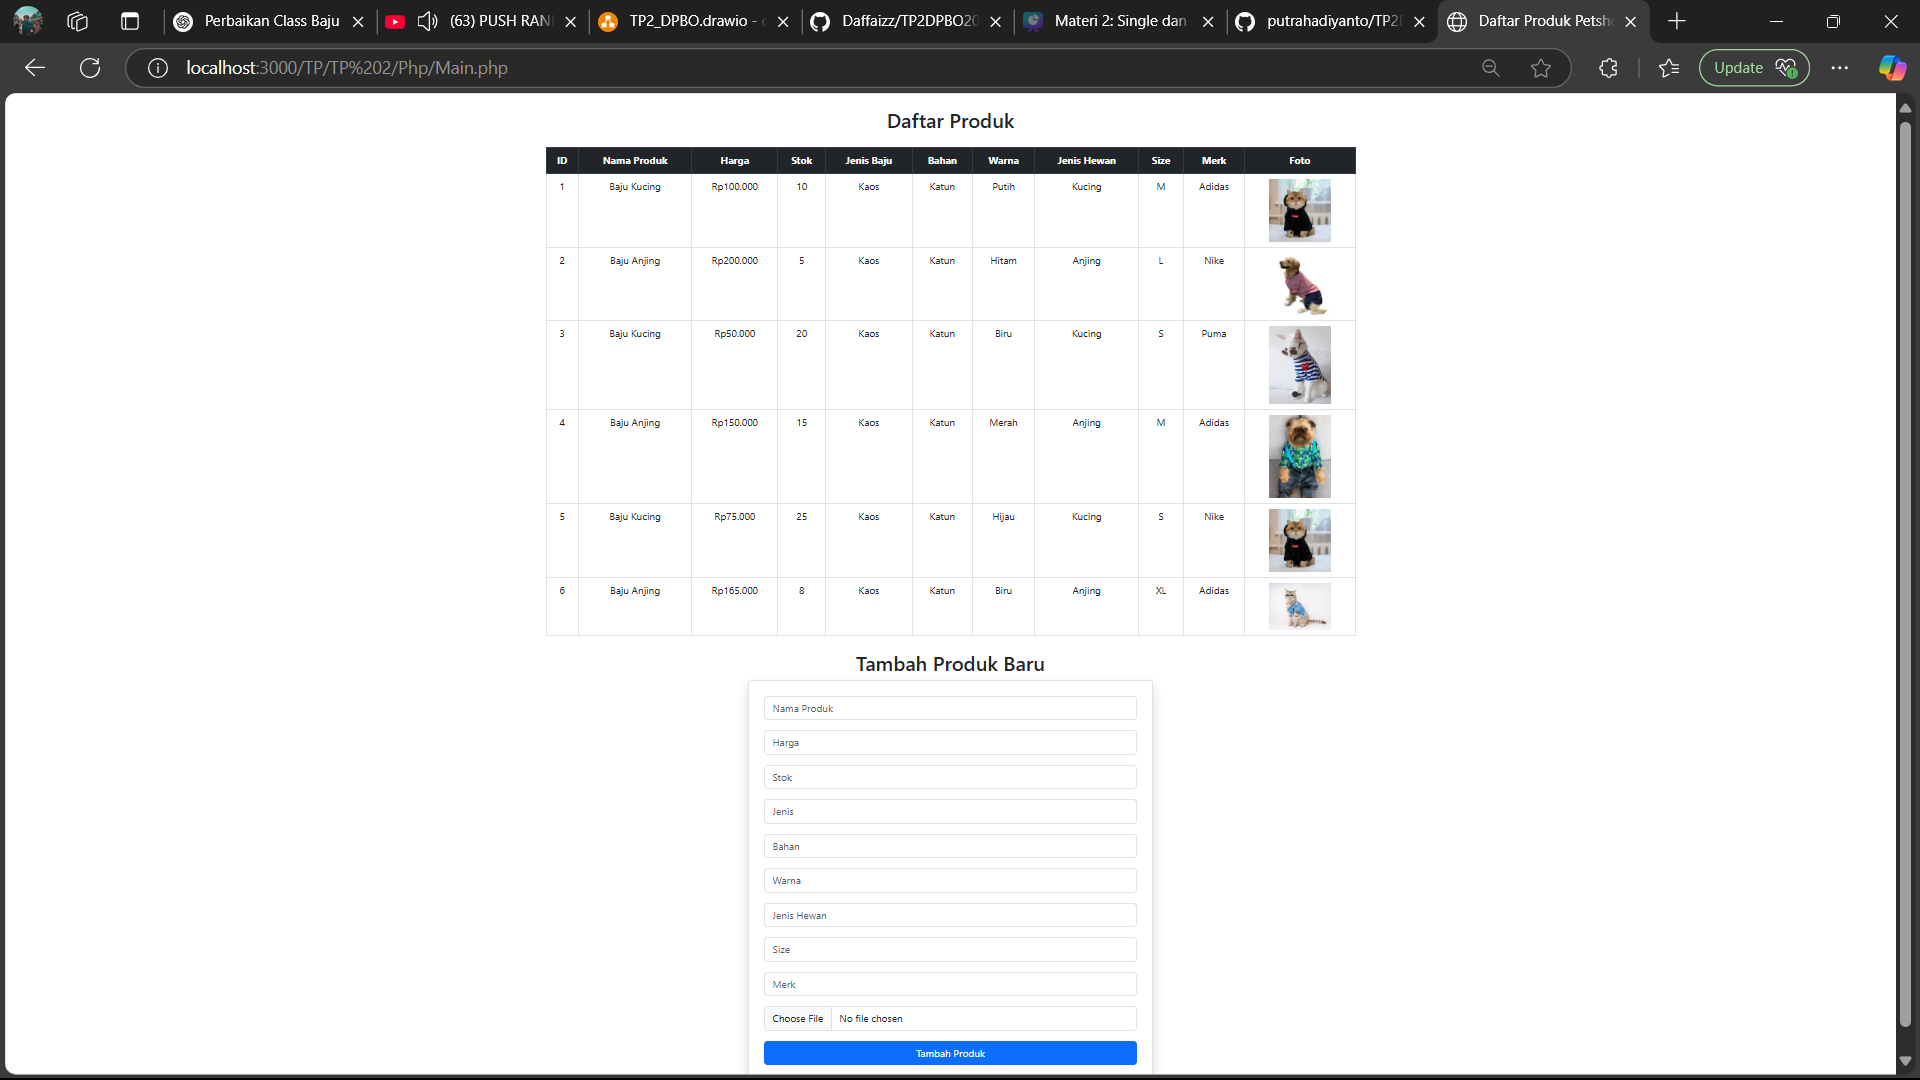 Perbaikan Class Baju
(63) PUSH RAN
TP2_DPBO.drawio -
Daffaizz/TP2DPBO20
Materi 2: Single dan
putrahadiyanto/TP2
Daftar Produk Petsh
localhost:3000/TP/TP%202/Php/Main.php
Update
Daftar Produk
ID Nama Produk Harga Stok Jenis Baju Bahan Warna Jenis Hewan Size Merk Foto
1 Baju Kucing Rp100.000 10 Kaos Katun Putih Kucing M Adidas
2 Baju Anjing Rp200.000 5 Kaos Katun Hitam Anjing L Nike
3 Baju Kucing Rp50.000 20 Kaos Katun Biru Kucing S Puma
4 Baju Anjing Rp150.000 15 Kaos Katun Merah Anjing M Adidas
5 Baju Kucing Rp75.000 25 Kaos Katun Hijau Kucing S Nike
6 Baju Anjing Rp165.000 8 Kaos Katun Biru Anjing XL Adidas
Tambah Produk Baru
Nama Produk
Harga
Stok
Jenis
Bahan
Warna
Jenis Hewan
Size
Merk
Choose File No file chosen
Tambah Produk